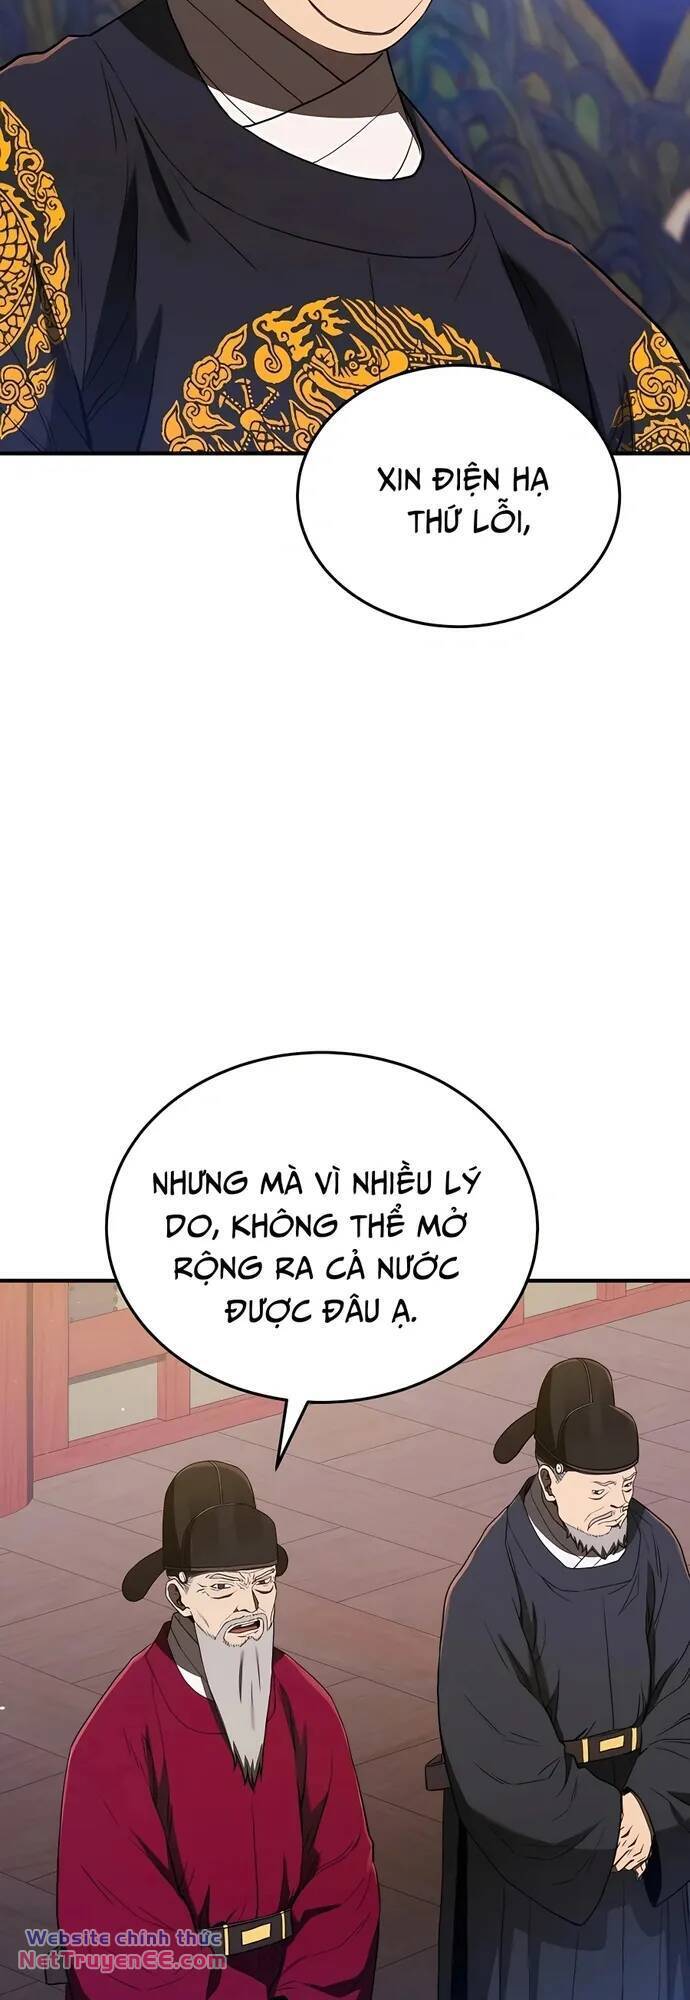 XIN ĐIỆN HẠ
THỨ LỖI,
NHƯNG MÀ VÌ NHIỀU LÝ
DO, KHÔNG THỂ MỞ
RỘNG RA CẢ NƯỚC
ĐƯỢC ĐÂU Ạ.
Website chính thức
NetTruyenEE.com